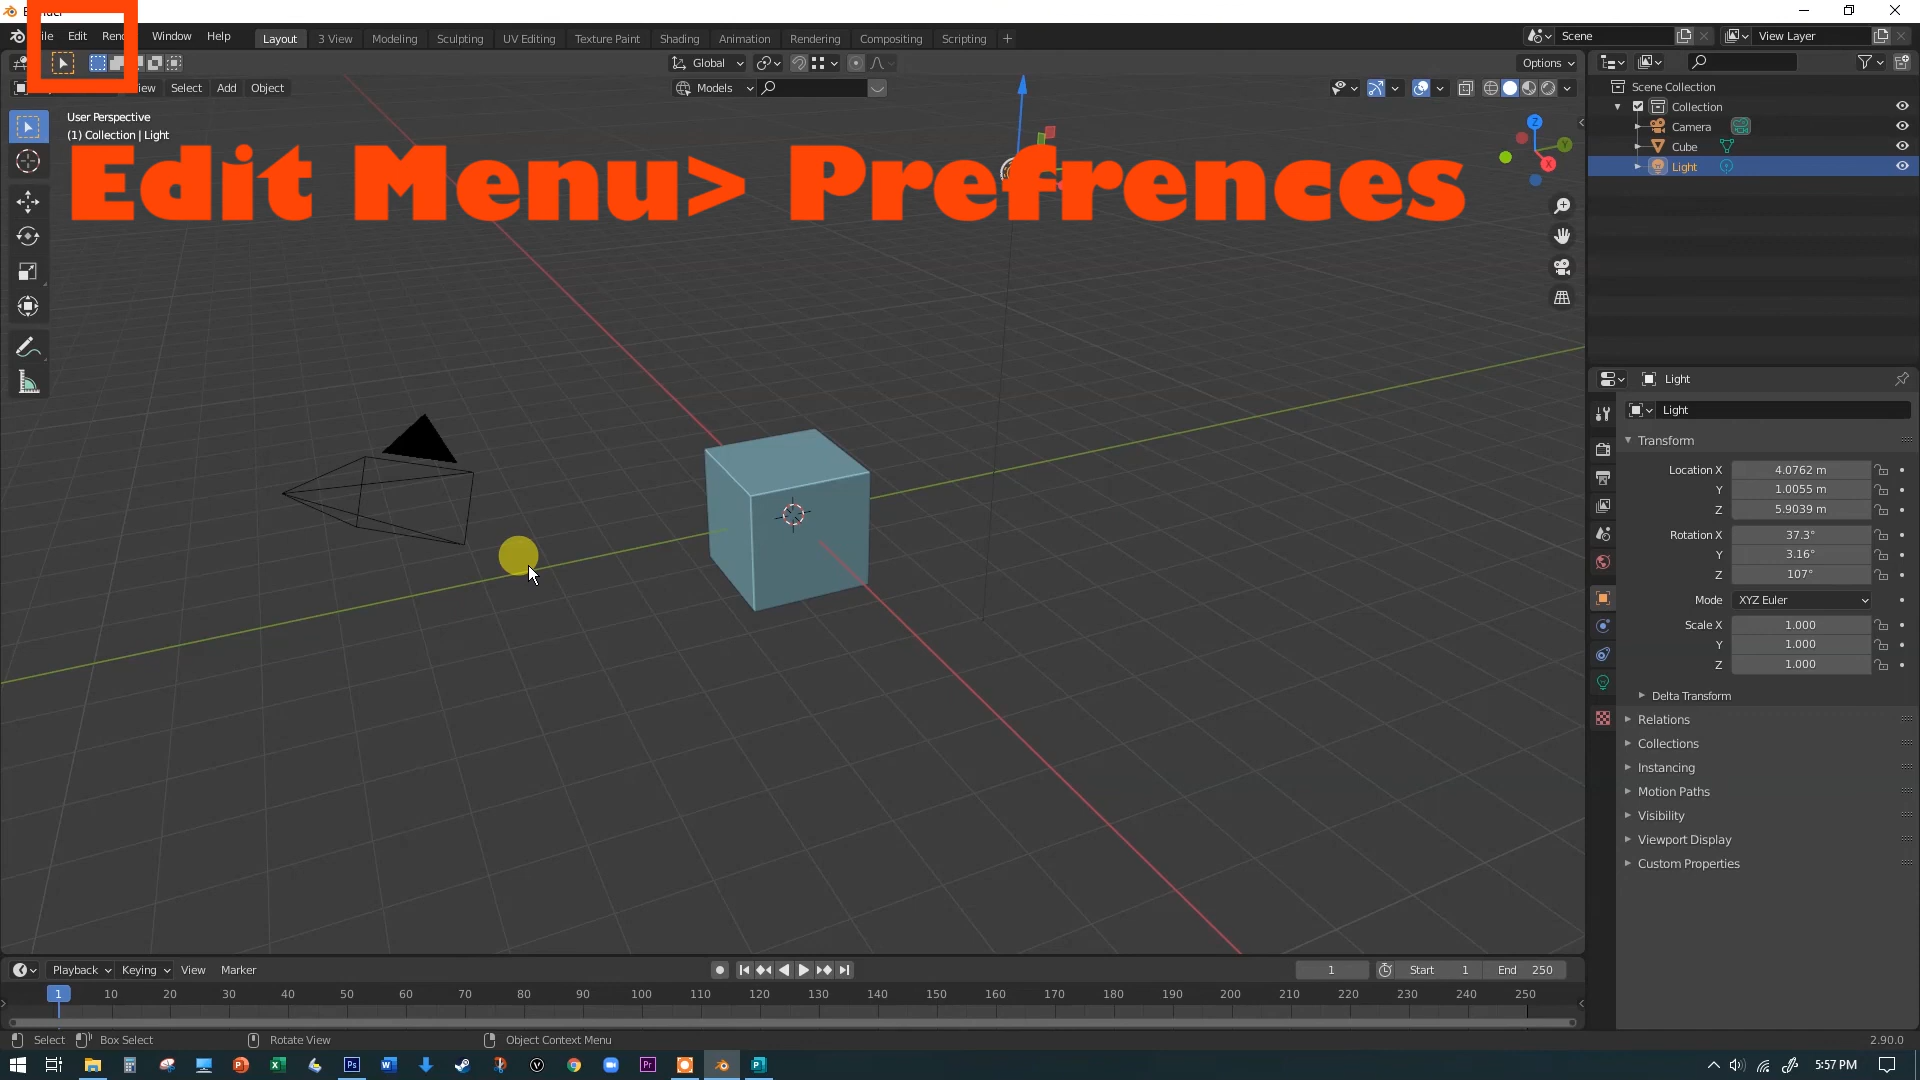 Edit Window Help Layout 3 View Modeling Sculpting UV Editing Texture Paint Shading Animation Rendering Compositing Scripting + Scene View Layer
Global Options
Select Add Object Models
User Perspective
(1) Collection | Light
Edit Menu> Prefrences
Scene Collection
Collection
Camera
Cube
Light
Z
Y
X
Light
Light
Transform
Location X 4.0762 m
Y 1.0055 m
Z 5.9039 m
Rotation X 37.3°
Y 3.16°
Z 107°
Mode XYZ Euler
Scale X 1.000
Y 1.000
Z 1.000
Delta Transform
Relations
Collections
Instancing
Motion Paths
Visibility
Viewport Display
Custom Properties
Playback Keying View Marker 1 Start 1 End 250
1 10 20 30 40 50 60 70 80 90 100 110 120 130 140 150 160 170 180 190 200 210 220 230 240 250
Select Box Select Rotate View Object Context Menu 2.90.0
5:57 PM